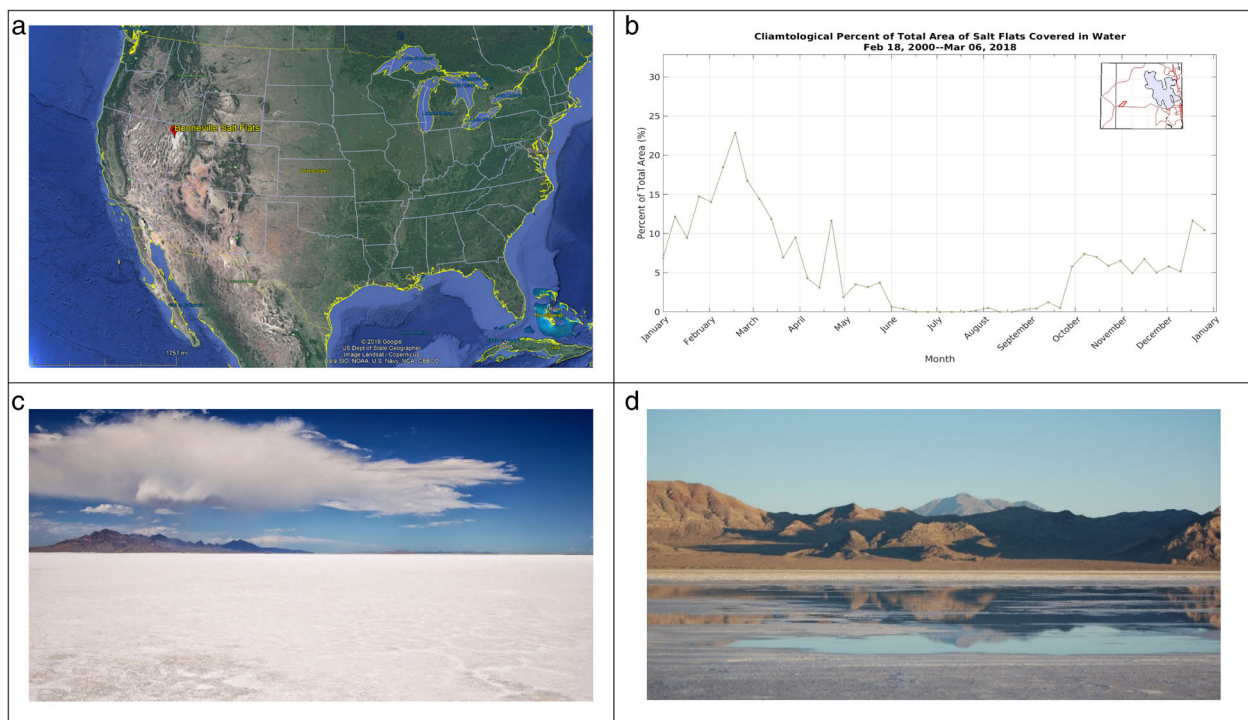 a
Bonneville Salt Flats
United States
1751 mi
© 2018 Google
US Dept of State Geographer
Image Landsat / Copernicus
Data SIO, NOAA, U.S. Navy, NGA, GEBCO
b
Cliamtological Percent of Total Area of Salt Flats Covered in Water
Feb 18, 2000--Mar 06, 2018
Percent of Total Area (%)
30
25
20
15
10
5
0
January
February
March
April
May
June
July
August
September
October
November
December
January
Month
c
d